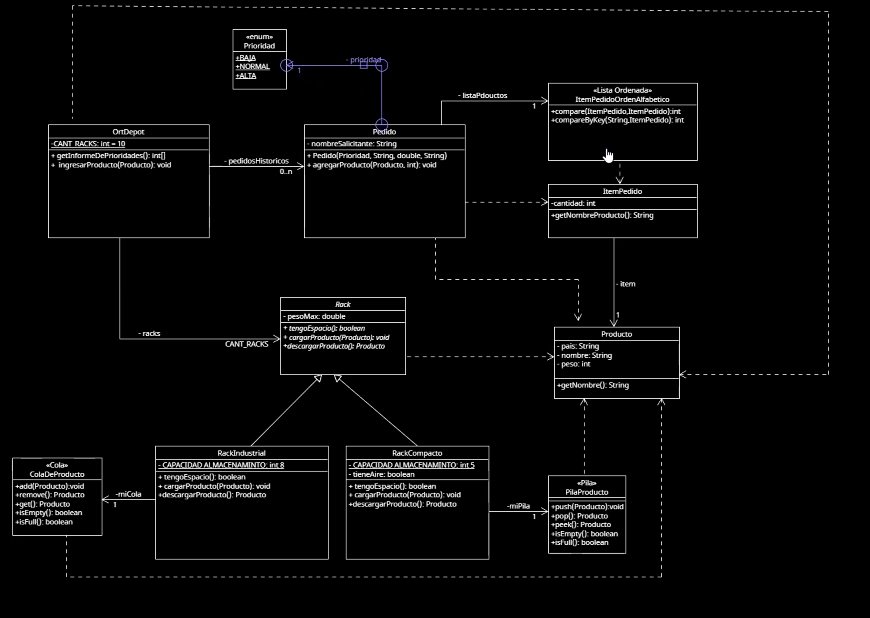 «enum»
Prioridad
+BAJA
+NORMAL
+ALTA
- prioridad
1
OrtDepot
-CANT_RACKS: int = 10
+ getInformeDePrioridades(): int[]
+ ingresarProducto(Producto): void
- pedidosHistoricos
0..n
Pedido
- nombreSalicitante: String
+ Pedido(Prioridad, String, double, String)
+ agregarProducto(Producto, int): void
- listaPdouctos
1
«Lista Ordenada»
ItemPedidoOrdenAlfabetico
+compare(ItemPedido,ItemPedido):int
+compareByKey(String,ItemPedido): int
ItemPedido
-cantidad: int
+getNombreProducto(): String
- item
1
- racks
CANT_RACKS
Rack
- pesoMax: double
+ tengoEspacio(): boolean
+ cargarProducto(Producto): void
+descargarProducto(): Producto
Producto
- pais: String
- nombre: String
- peso: int
+getNombre(): String
«Cola»
ColaDeProducto
+add(Producto):void
+remove(): Producto
+get(): Producto
+isEmpty(): boolean
+isFull(): boolean
-miCola
1
RackIndustrial
- CAPACIDAD ALMACENAMINTO: int 8
+ tengoEspacio(): boolean
+ cargarProducto(Producto): void
+descargarProducto(): Producto
RackCompacto
- CAPACIDAD ALMACENAMINTO: int 5
- tieneAire: boolean
+ tengoEspacio(): boolean
+ cargarProducto(Producto): void
+descargarProducto(): Producto
-miPila
1
«Pila»
PilaProducto
+push(Producto):void
+pop(): Producto
+peek(): Producto
+isEmpty(): boolean
+isFull(): boolean